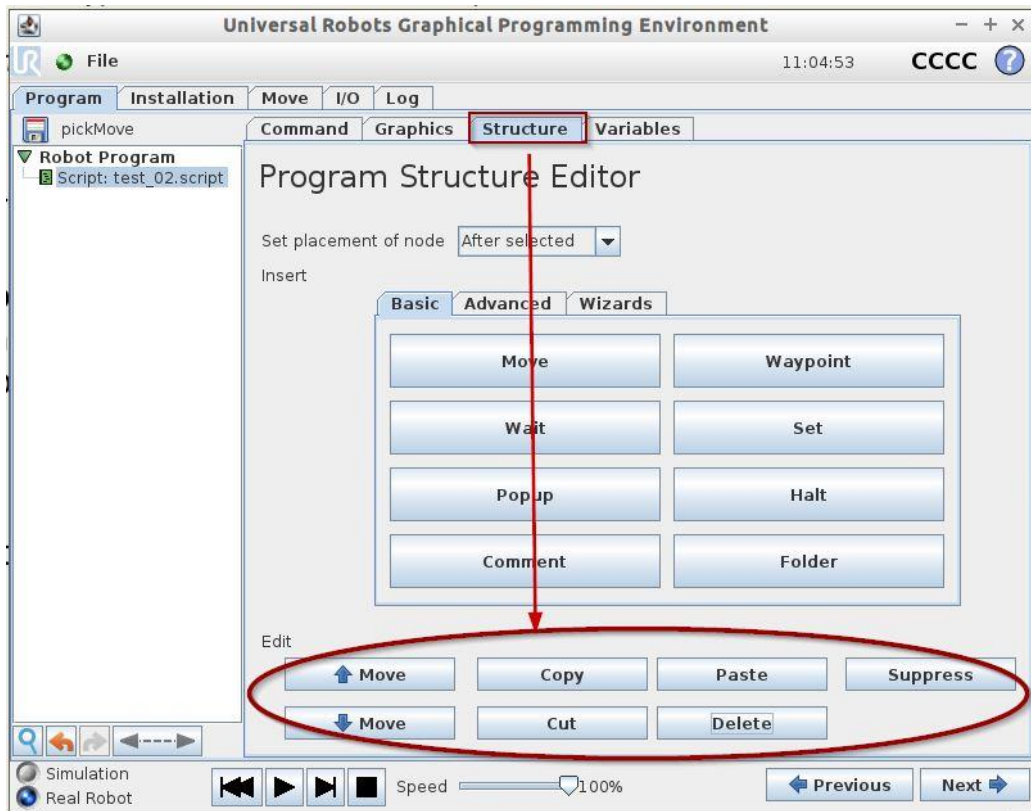 Universal Robots Graphical Programming Environment
UR File 11:04:53 CCCC ?
Program Installation Move I/O Log
pickMove Command Graphics Structure Variables
Robot Program
Script: test_02.script
Program Structure Editor
Set placement of node After selected
Insert
Basic Advanced Wizards
Move Waypoint
Wait Set
Popup Halt
Comment Folder
Edit
Move Copy Paste Suppress
Move Cut Delete
Simulation
Real Robot
Speed 100% Previous Next